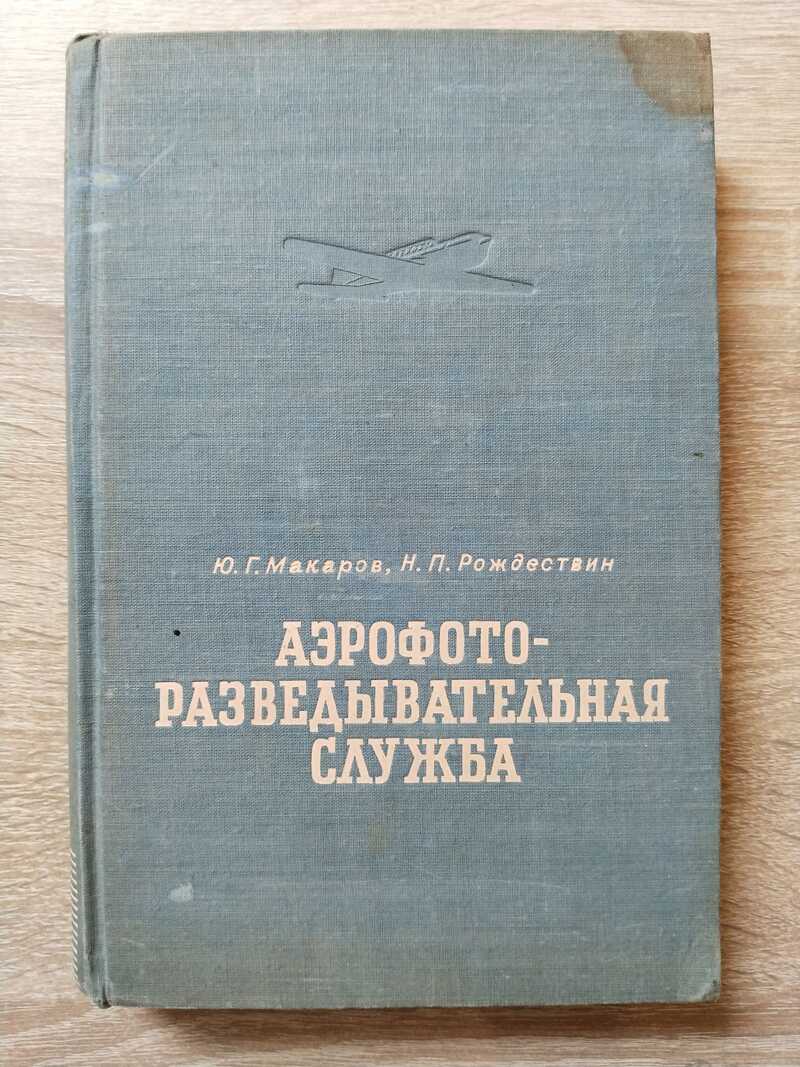 Ю. Г. Макаров, Н. П. Рождествин
АЭРОФОТО-
РАЗВЕДЫВАТЕЛЬНАЯ
СЛУЖБА